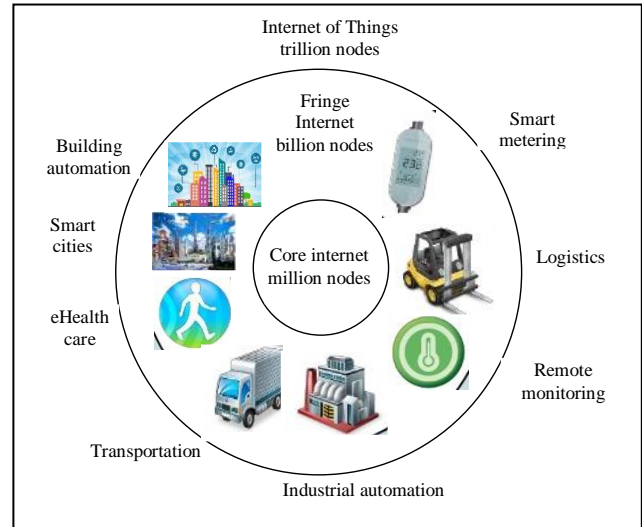 Internet of Things
trillion nodes
Fringe
Internet
billion nodes
Smart
metering
Building
automation
Smart
cities
Core internet
million nodes
Logistics
eHealth
care
Remote
monitoring
Transportation
Industrial automation